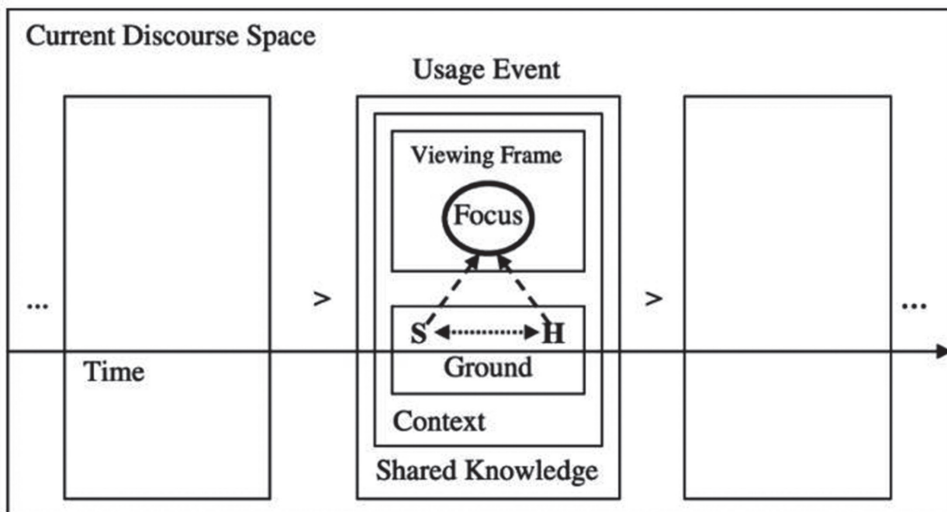 Current Discourse Space
Usage Event
Viewing Frame
Focus
... > > ...
S H
Time Ground
Context
Shared Knowledge